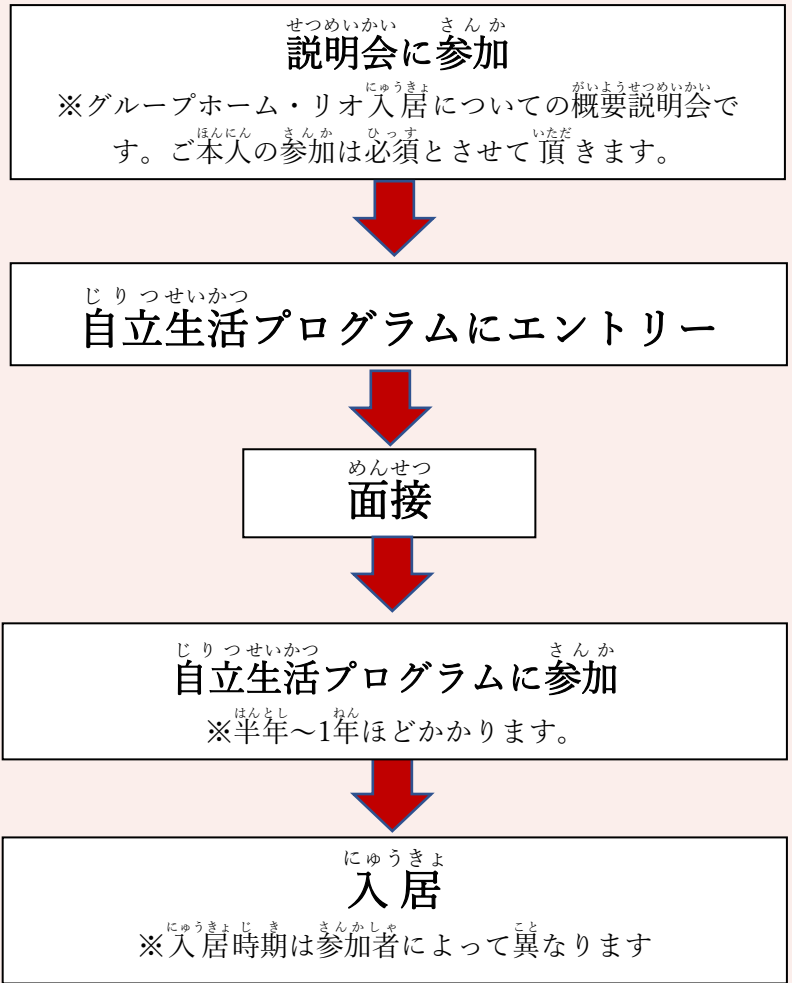 せつめいかい さんか
説明会に参加
にゅうきょ がいようせつめいかい
※グループホーム・リオ入居についての概要説明会で
ほんにん さんか ひっす いただ
す。ご本人の参加は必須とさせて頂きます。
じりつせいかつ
自立生活プログラムにエントリー
めんせつ
面接
じりつせいかつ さんか
自立生活プログラムに参加
はんとし ねん
※半年～1年ほどかかります。
にゅうきょ
入居
にゅうきょじき さんかしゃ こと
※入居時期は参加者によって異なります